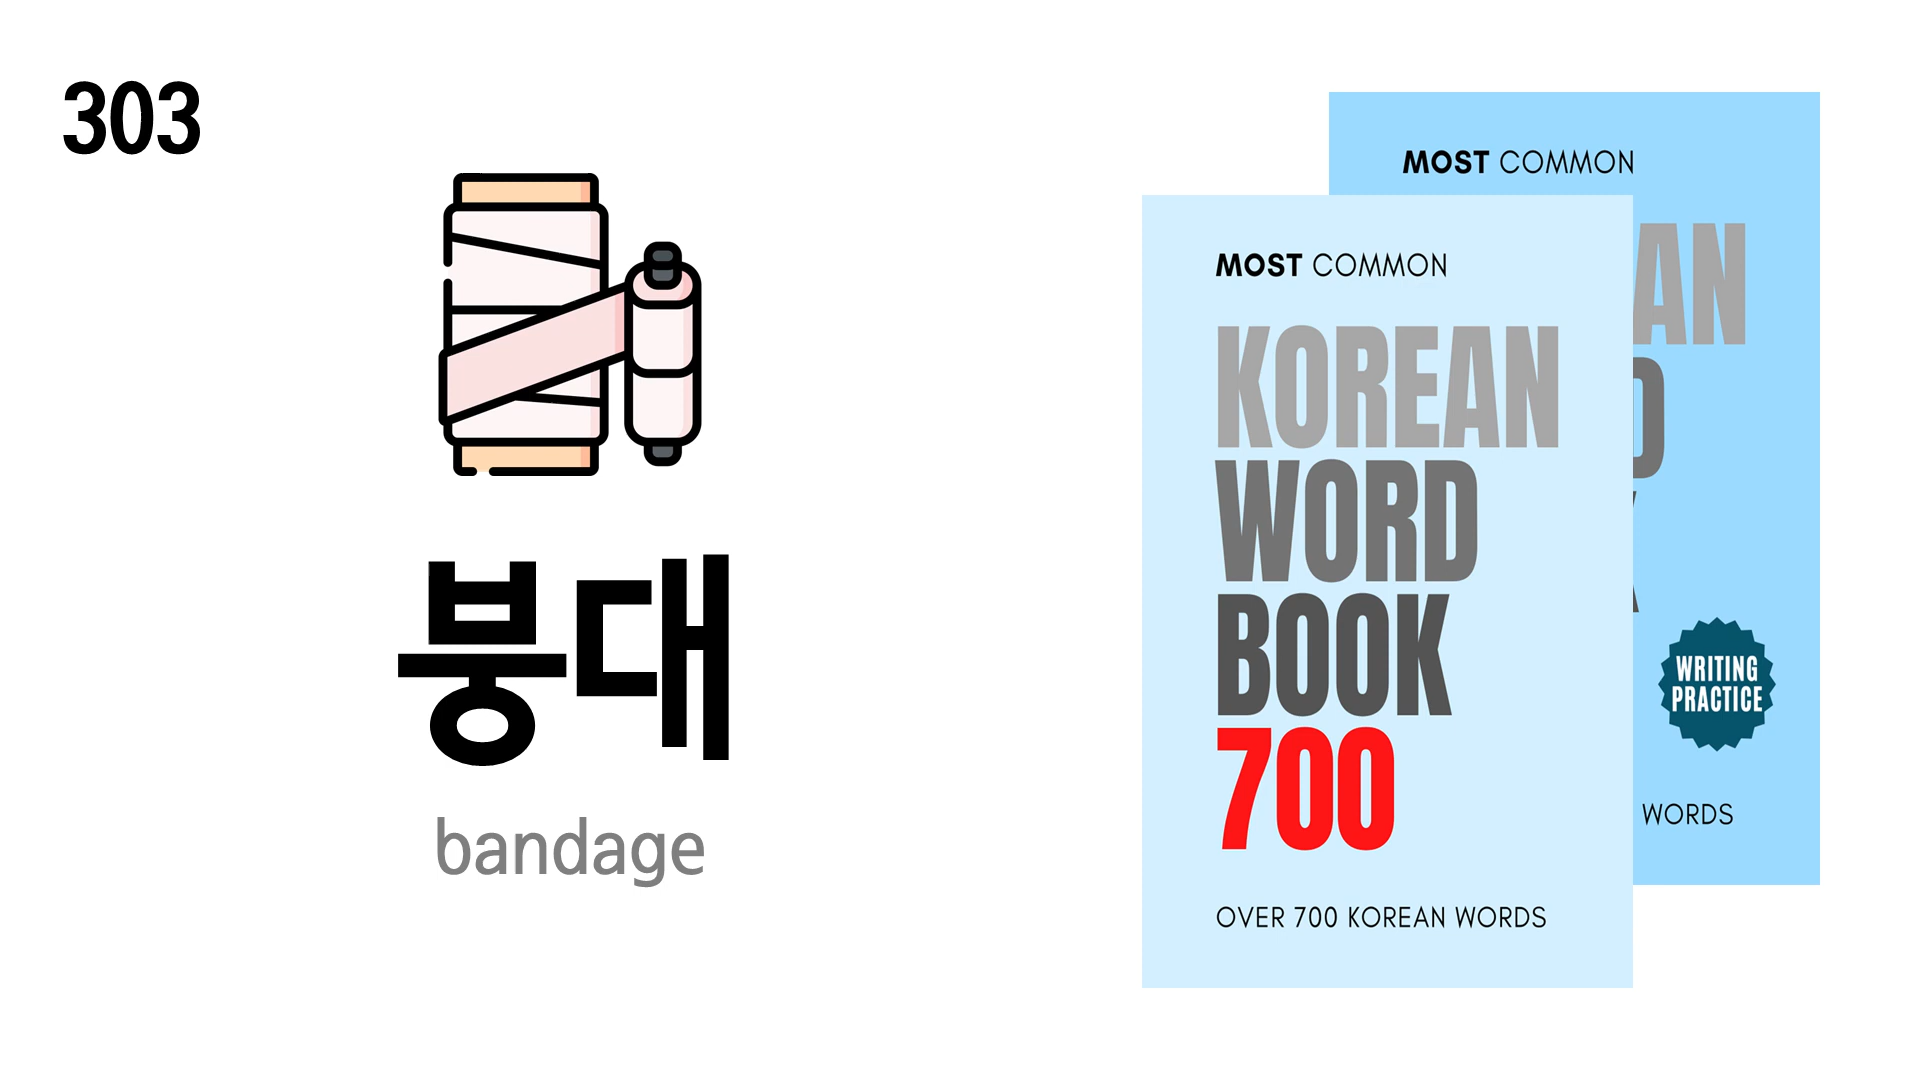 303
붕대
bandage
MOST COMMON
KOREAN
WORD
BOOK
700
OVER 700 KOREAN WORDS
MOST COMMON
WRITING
PRACTICE
WORDS